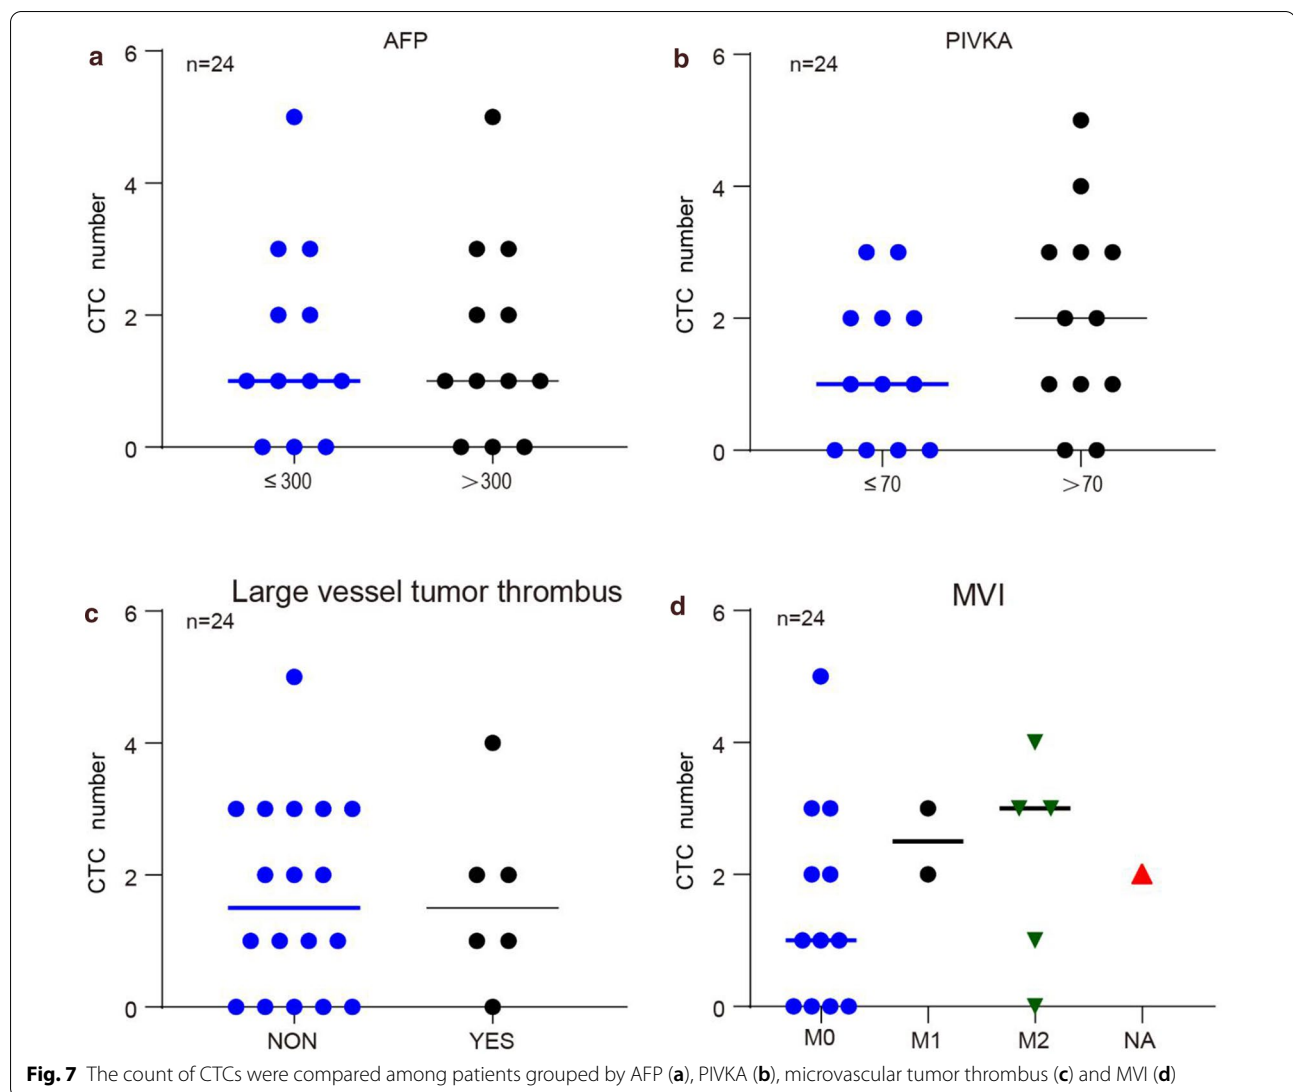 a
AFP
n=24
6
4
2
0
CTC number
≤300
>300
b
PIVKA
n=24
6
4
2
0
CTC number
≤70
>70
c
Large vessel tumor thrombus
n=24
6
4
2
0
CTC number
NON
YES
d
MVI
n=24
6
4
2
0
CTC number
M0
M1
M2
NA
Fig. 7 The count of CTCs were compared among patients grouped by AFP (a), PIVKA (b), microvascular tumor thrombus (c) and MVI (d)